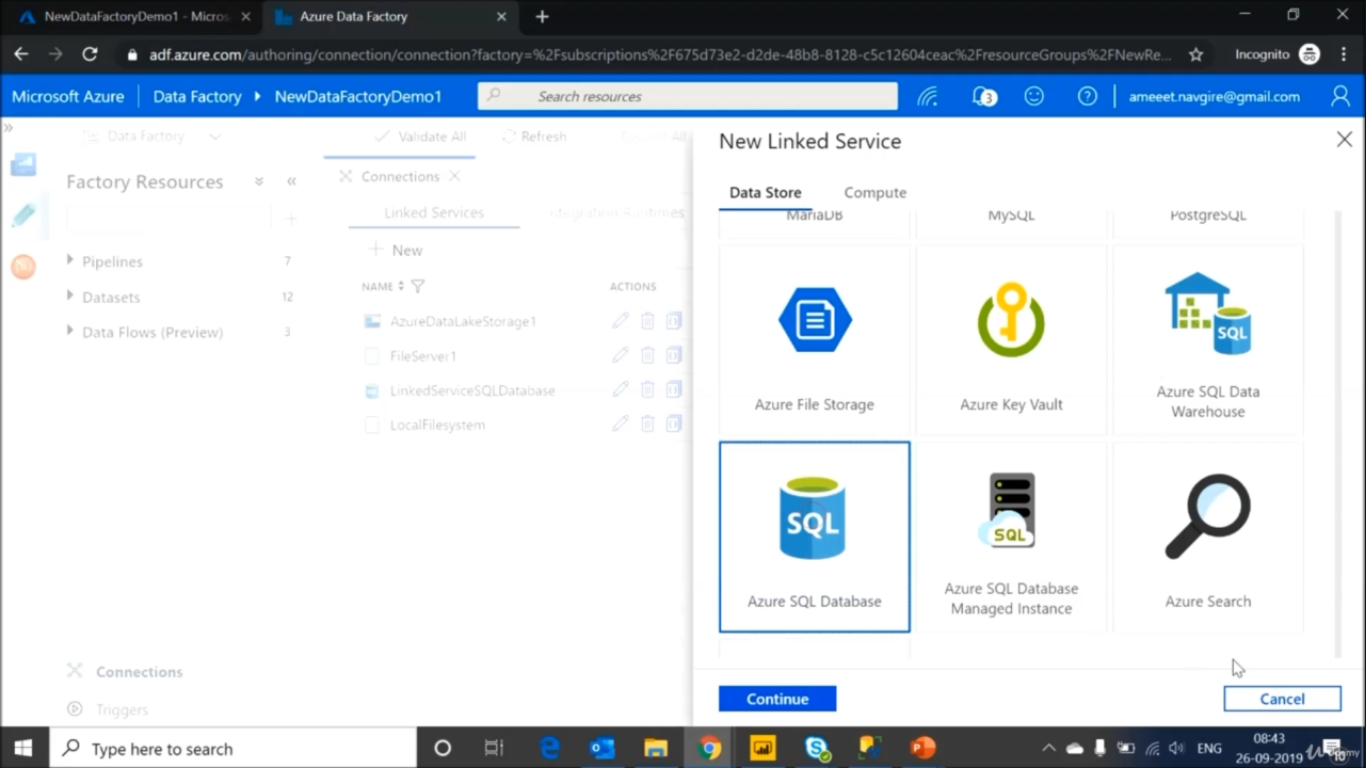 NewDataFactoryDemo1 - Micros
Azure Data Factory
adf.azure.com/authoring/connection/connection?factory=%2Fsubscriptions%2F675d73e2-d2de-48b8-8128-c5c12604ceac%2FresourceGroups%2FNewRe...
Incognito
Microsoft Azure
Data Factory
NewDataFactoryDemo1
Search resources
3
ameeet.navgire@gmail.com
Data Factory
Validate All
Refresh
Factory Resources
Connections
Linked Services
Integration Runtimes
New
NAME
ACTIONS
Pipelines 7
Datasets 12
Data Flows (Preview) 3
AzureDataLakeStorage1
FileServer1
LinkedServiceSQLDatabase
LocalFilesystem
Connections
Triggers
New Linked Service
Data Store
Compute
MariaDB
MySQL
PostgreSQL
Azure File Storage
Azure Key Vault
SQL
Azure SQL Data
Warehouse
SQL
Azure SQL Database
SQL
Azure SQL Database
Managed Instance
Azure Search
Continue
Cancel
Type here to search
ENG
08:43
26-09-2019
10